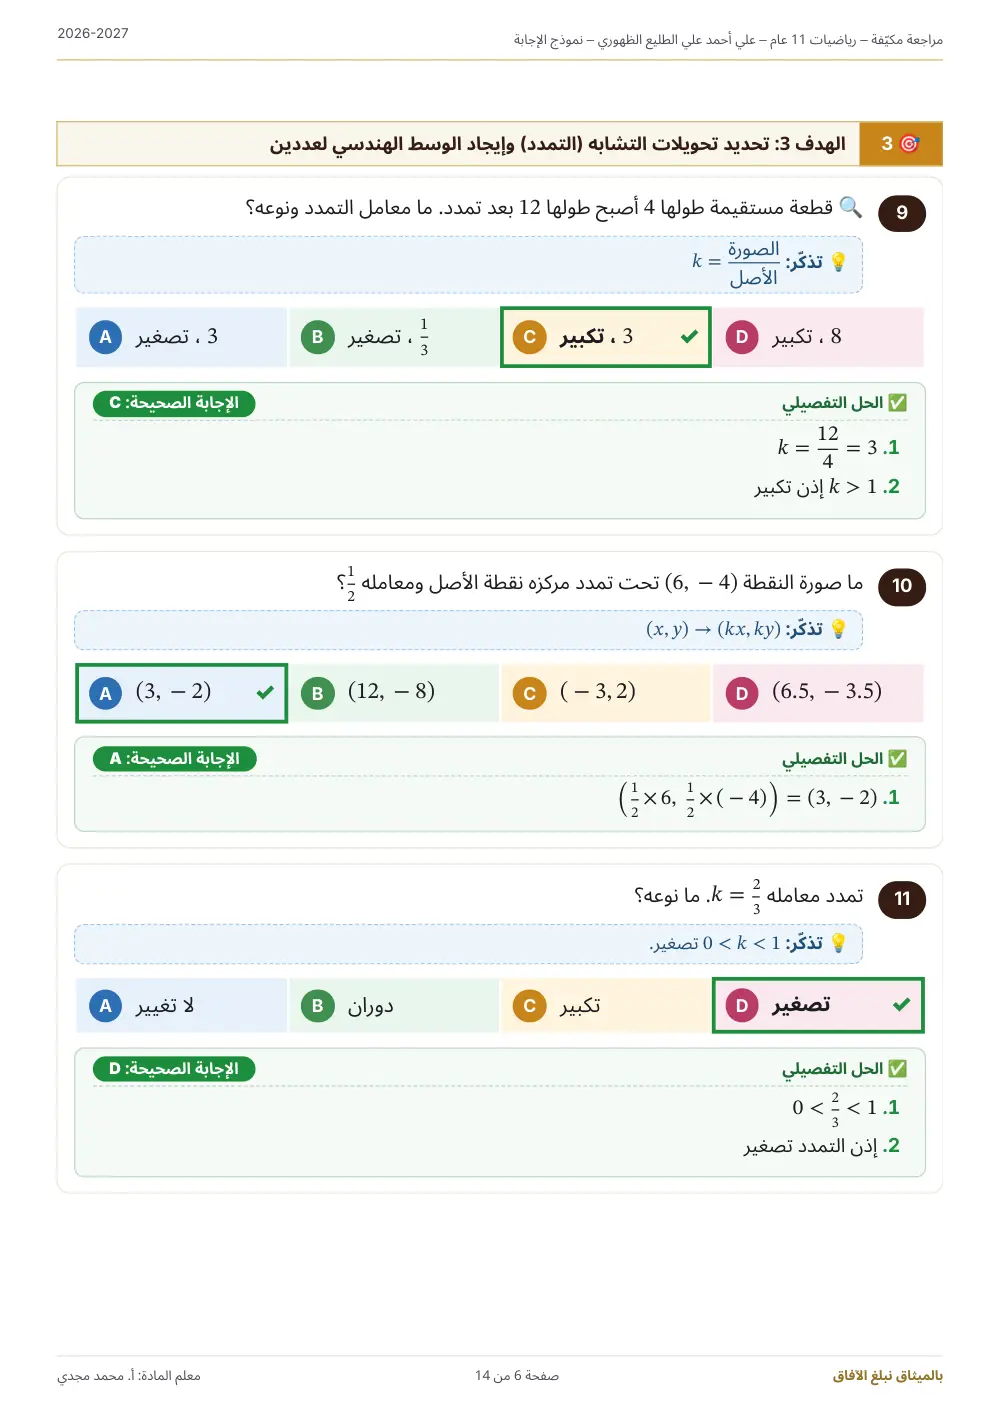 مراجعة مكثّفة – رياضيات 11 عام – علي أحمد علي الطليع الظهوري – نموذج الإجابة
2026-2027
3 🎯 الهدف 3: تحديد تحويلات التشابه (التمدد) وإيجاد الوسط الهندسي لعددين
9 🔍 قطعة مستقيمة طولها 4 أصبح طولها 12 بعد تمدد. ما معامل التمدد ونوعه؟
💡 تذكّر: k = الصورة/الأصل
A 3 ، تصغير
B 1/3 ، تصغير
C 3 ، تكبير ✔
D 8 ، تكبير
✅ الحل التفصيلي
الإجابة الصحيحة: C
1. k = 12/4 = 3
2. k > 1 إذن تكبير
10 ما صورة النقطة (6, − 4) تحت تمدد مركزه نقطة الأصل ومعامله 1/2؟
💡 تذكّر: (x, y) → (kx, ky)
A (3, − 2) ✔
B (12, − 8)
C ( − 3, 2)
D (6.5, − 3.5)
✅ الحل التفصيلي
الإجابة الصحيحة: A
1. (1/2 × 6, 1/2 × ( − 4)) = (3, − 2)
11 تمدد معامله k = 2/3. ما نوعه؟
💡 تذكّر: 0 < k < 1 تصغير.
A لا تغيير
B دوران
C تكبير
D تصغير ✔
✅ الحل التفصيلي
الإجابة الصحيحة: D
1. 0 < 2/3 < 1
2. إذن التمدد تصغير
بالميثاق نبلغ الآفاق
صفحة 6 من 14
معلم المادة: أ. محمد مجدي